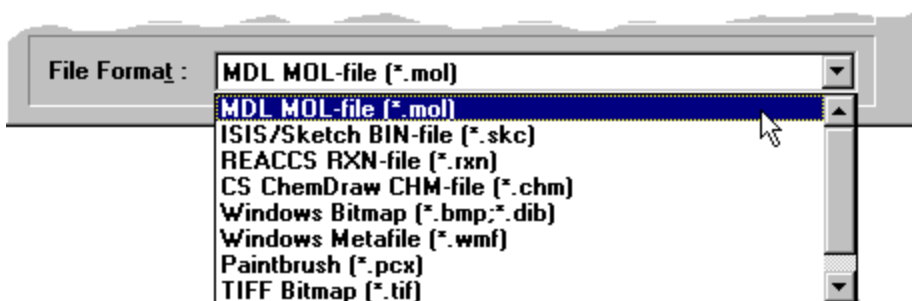 File Format : MDL MOL-file (*.mol)
MDL MOL-file (*.mol)
ISIS/Sketch BIN-file (*.skc)
REACCS RXN-file (*.rxn)
CS ChemDraw CHM-file (*.chm)
Windows Bitmap (*.bmp;*.dib)
Windows Metafile (*.wmf)
Paintbrush (*.pcx)
TIFF Bitmap (*.tif)